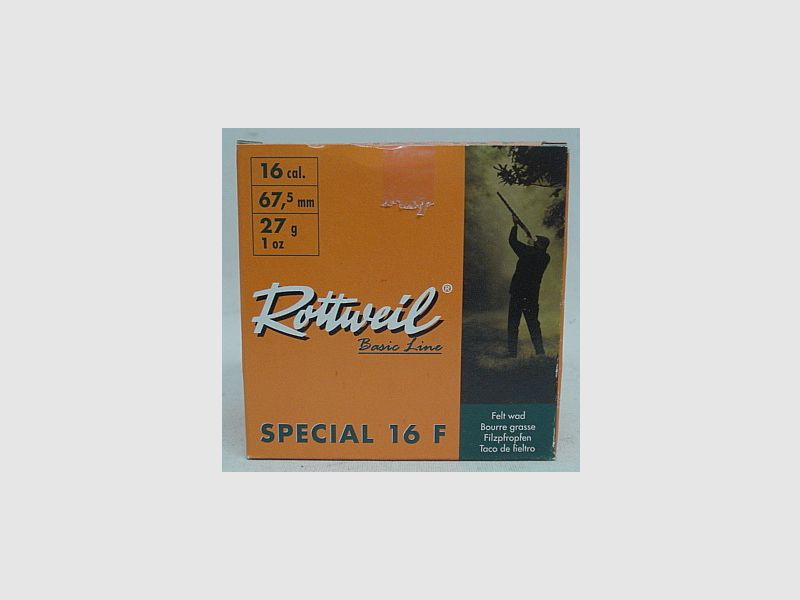 16 cal.
67,5 mm
27 g
1 oz
Rottweil®
Basic Line
SPECIAL 16 F
Felt wad
Bourre grasse
Filzpfropfen
Taco de fieltro